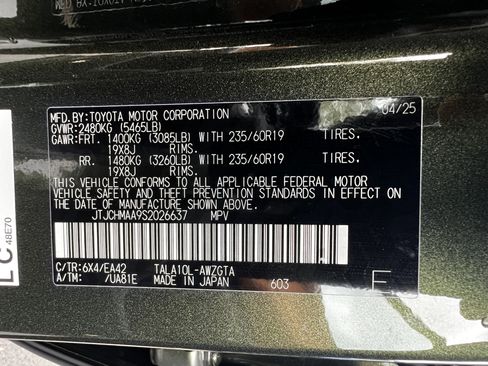 MFD.BY:TOYOTA MOTOR CORPORATION 04/25
GVWR:2480KG (5465LB)
GAWR:FRT. 1400KG (3085LB) WITH 235/60R19 TIRES.
19X8J RIMS.
RR. 1480KG (3260LB) WITH 235/60R19 TIRES.
19X8J RIMS.
THIS VEHICLE CONFORMS TO ALL APPLICABLE FEDERAL MOTOR
VEHICLE SAFETY AND THEFT PREVENTION STANDARDS IN EFFECT ON
THE DATE OF MANUFACTURE SHOWN ABOVE.
JTJCHMAA9S2026637 MPV
C/TR:6X4/EA42 TALA10L-AWZGTA
A/TM: /UA81E MADE IN JAPAN 603
E
LC
48E70